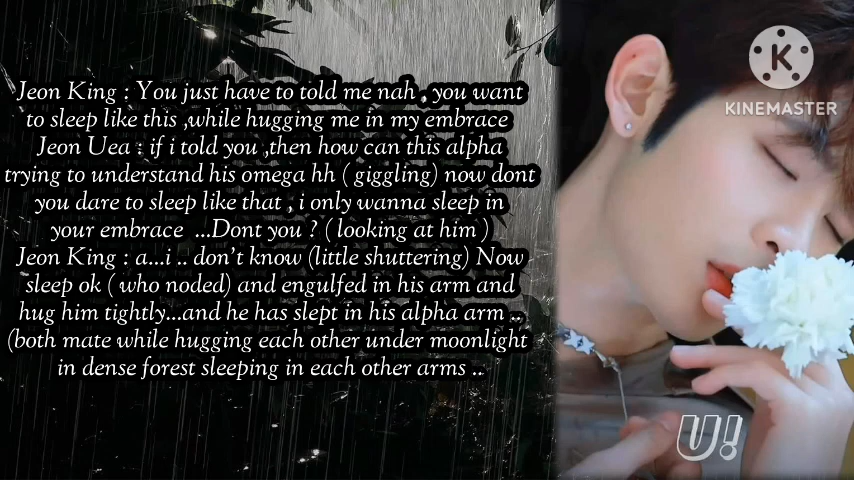 Jeon King : You just have to told me nah , you want
to sleep like this ,while hugging me in my embrace
Jeon Uea : if i told you ,then how can this alpha
trying to understand his omega hh ( giggling) now dont
you dare to sleep like that , i only wanna sleep in
your embrace ...Dont you ? ( looking at him )
Jeon King : a...i .. don't know (little shuttering) Now
sleep ok ( who noded) and engulfed in his arm and
hug him tightly...and he has slept in his alpha arm ..
(both mate while hugging each other under moonlight
in dense forest sleeping in each other arms ..
K
KINEMASTER
U!